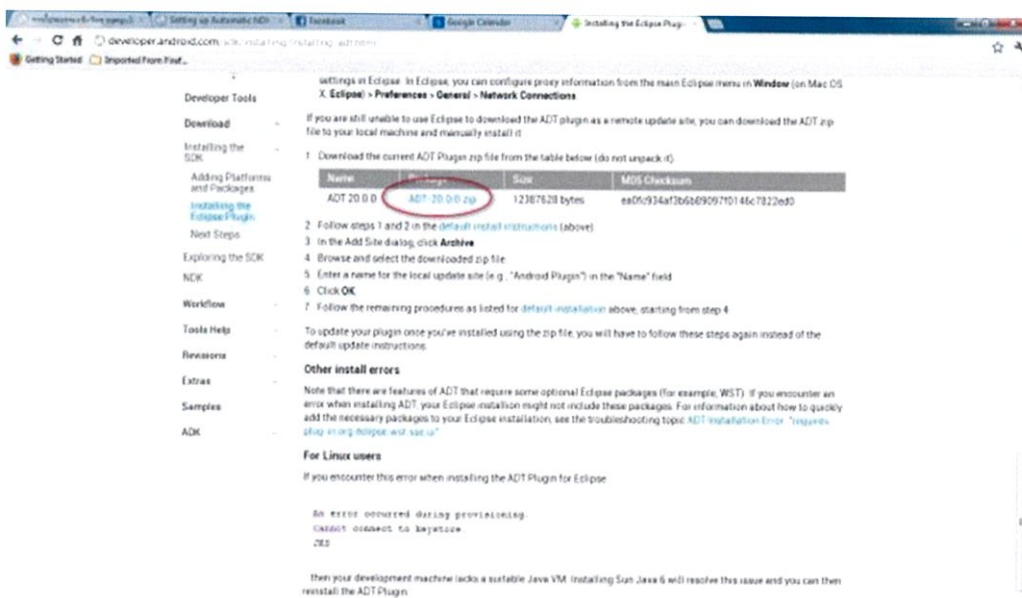 Setting up Automatic NDK
Facebook
Google Calendar
Installing the Eclipse Plugi
developer.android.com/sdk/installing/installing-adt.html
Getting Started
Imported From Firef...
Developer Tools
Download
Installing the
SDK
Adding Platforms
and Packages
Installing the
Eclipse Plugin
Next Steps
Exploring the SDK
NDK
Workflow
Tools Help
Revisions
Extras
Samples
ADK
settings in Eclipse. In Eclipse, you can configure proxy information from the main Eclipse menu in Window (on Mac OS
X, Eclipse) > Preferences > General > Network Connections.
If you are still unable to use Eclipse to download the ADT plugin as a remote update site, you can download the ADT zip
file to your local machine and manually install it
1 Download the current ADT Plugin zip file from the table below (do not unpack it).
Name Package Size MD5 Checksum
ADT 20.0.0 ADT-20.0.0.zip 12387628 bytes
2 Follow steps 1 and 2 in the default install instructions (above)
3 In the Add Site dialog, click Archive
4 Browse and select the downloaded zip file
5 Enter a name for the local update site (e.g., "Android Plugin") in the "Name" field
6 Click OK
7 Follow the remaining procedures as listed for default installation above, starting from step 4
To update your plugin once you've installed using the zip file, you will have to follow these steps again instead of the
default update instructions.
Other install errors
Note that there are features of ADT that require some optional Eclipse packages (for example, WST). If you encounter an
error when installing ADT, your Eclipse installion might not include these packages. For information about how to quickly
add the necessary packages to your Eclipse installation, see the troubleshooting topic ADT Installation Error: "requires
plug-in org.eclipse.wst.sse.ui"
For Linux users
If you encounter this error when installing the ADT Plugin for Eclipse
An error occurred during provisioning.
Cannot connect to keystore.
JKS
then your development machine lacks a suitable Java VM. Installing Sun Java 6 will resolve this issue and you can then
reinstall the ADT Plugin